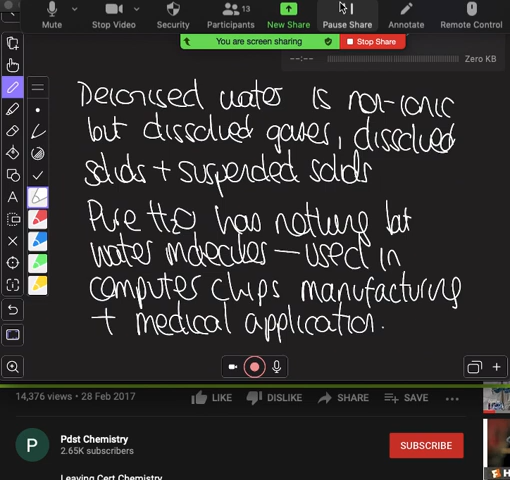 13
Mute
Stop Video
Security
Participants
New Share
Pause Share
Annotate
Remote Control
You are screen sharing
Stop Share
--:--
Zero KB
Deionised water is non-ionic
but dissolved gases, dissolved
solids + suspended solids
Pure H2O has nothing but
water molecules — used in
computer chips manufacturing
+ medical application.
A
14,376 views • 28 Feb 2017
LIKE
DISLIKE
SHARE
SAVE
P
Pdst Chemistry
2.65K subscribers
SUBSCRIBE
Leaving Cert Chemistry